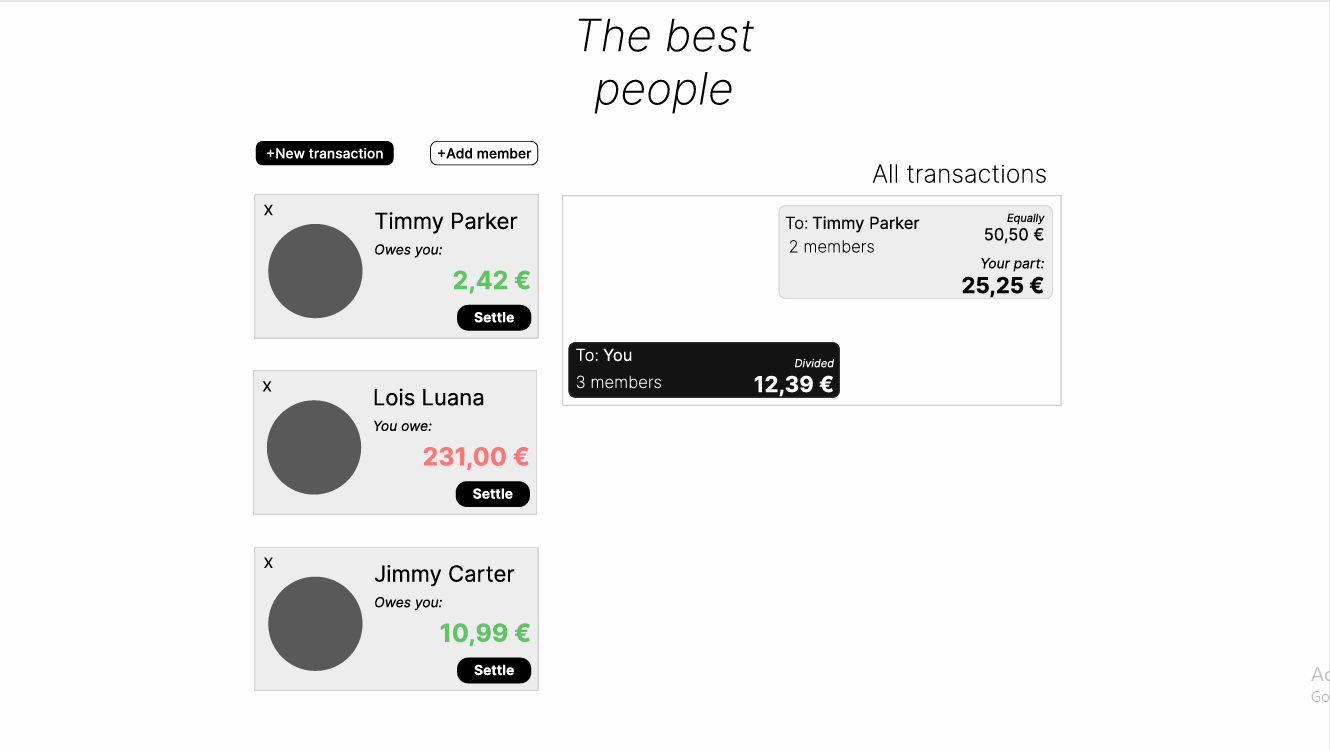 The best
people
+New transaction
+Add member
All transactions
X
Timmy Parker
Owes you:
2,42 €
Settle
X
Lois Luana
You owe:
231,00 €
Settle
X
Jimmy Carter
Owes you:
10,99 €
Settle
To: Timmy Parker
2 members
Equally
50,50 €
Your part:
25,25 €
To: You
3 members
Divided
12,39 €
Go